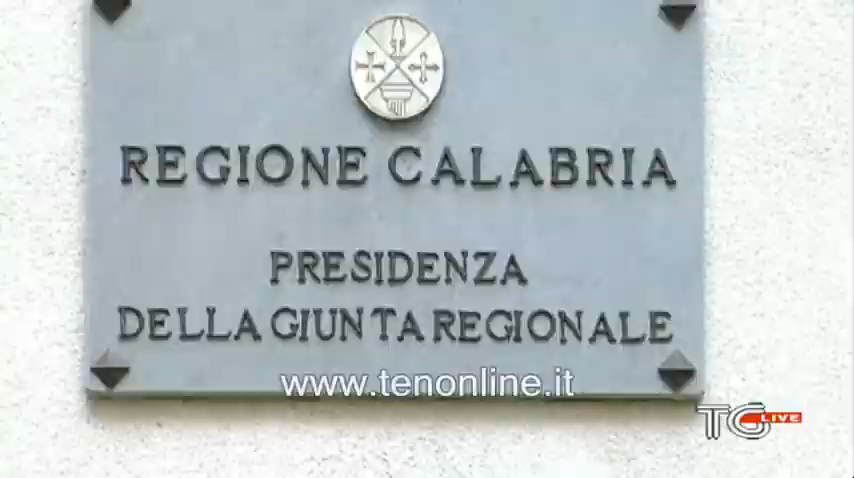 REGIONE CALABRIA
PRESIDENZA
DELLA GIUNTA REGIONALE
www.tenonline.it
TG LIVE